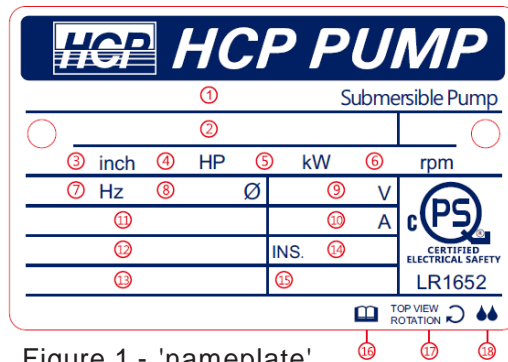 HCP HCP PUMP
① Submersible Pump
②
③ inch ④ HP ⑤ kW ⑥ rpm
⑦ Hz ⑧ Ø ⑨ V
⑪ ⑩ A
⑫ INS. ⑭
⑬ ⑮
c PS ®
CERTIFIED
ELECTRICAL SAFETY
LR1652
TOP VIEW
ROTATION
⑯ ⑰ ⑱
Figure 1 - 'nameplate'